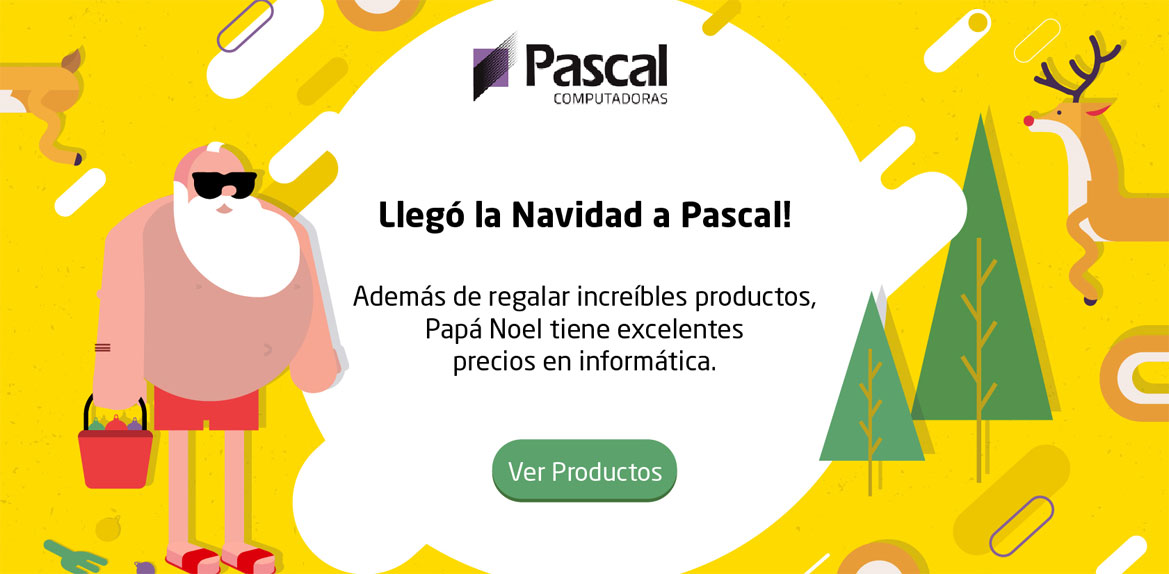 Pascal
COMPUTADORAS
Llegó la Navidad a Pascal!
Además de regalar increíbles productos,
Papá Noel tiene excelentes
precios en informática.
Ver Productos